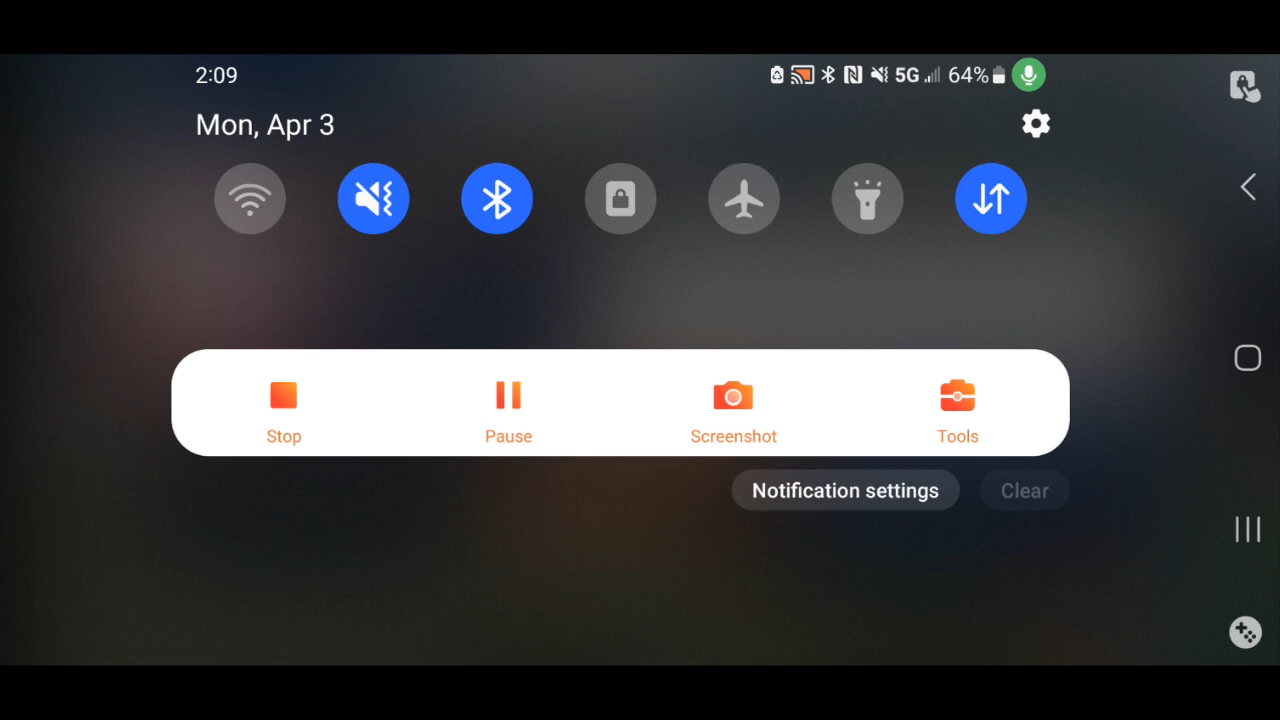 2:09 5G 64%
Mon, Apr 3
Stop Pause Screenshot Tools
Notification settings Clear